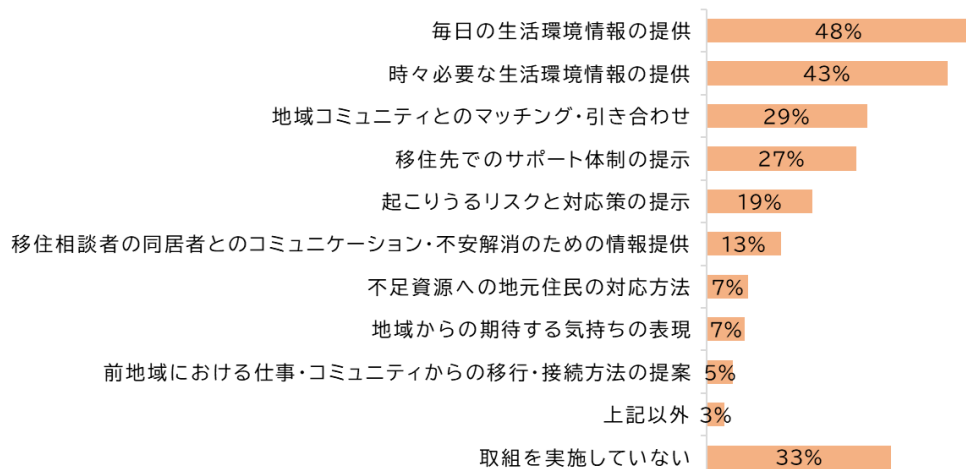 毎日の生活環境情報の提供 48%
時々必要な生活環境情報の提供 43%
地域コミュニティとのマッチング・引き合わせ 29%
移住先でのサポート体制の提示 27%
起こりうるリスクと対応策の提示 19%
移住相談者の同居者とのコミュニケーション・不安解消のための情報提供 13%
不足資源への地元住民の対応方法 7%
地域からの期待する気持ちの表現 7%
前地域における仕事・コミュニティからの移行・接続方法の提案 5%
上記以外 3%
取組を実施していない 33%